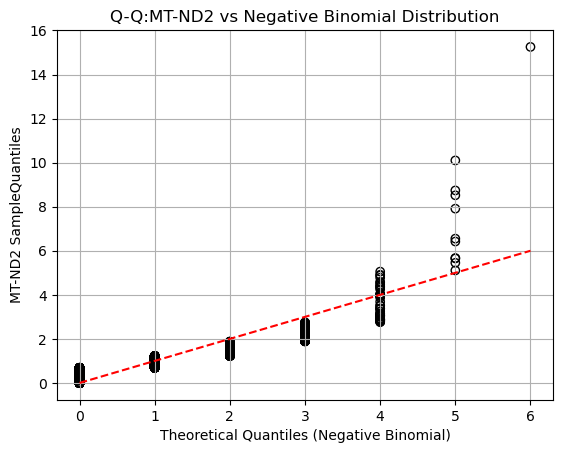 Q-Q:MT-ND2 vs Negative Binomial Distribution
16
14
12
10
8
6
4
2
0
MT-ND2 SampleQuantiles
0 1 2 3 4 5 6
Theoretical Quantiles (Negative Binomial)